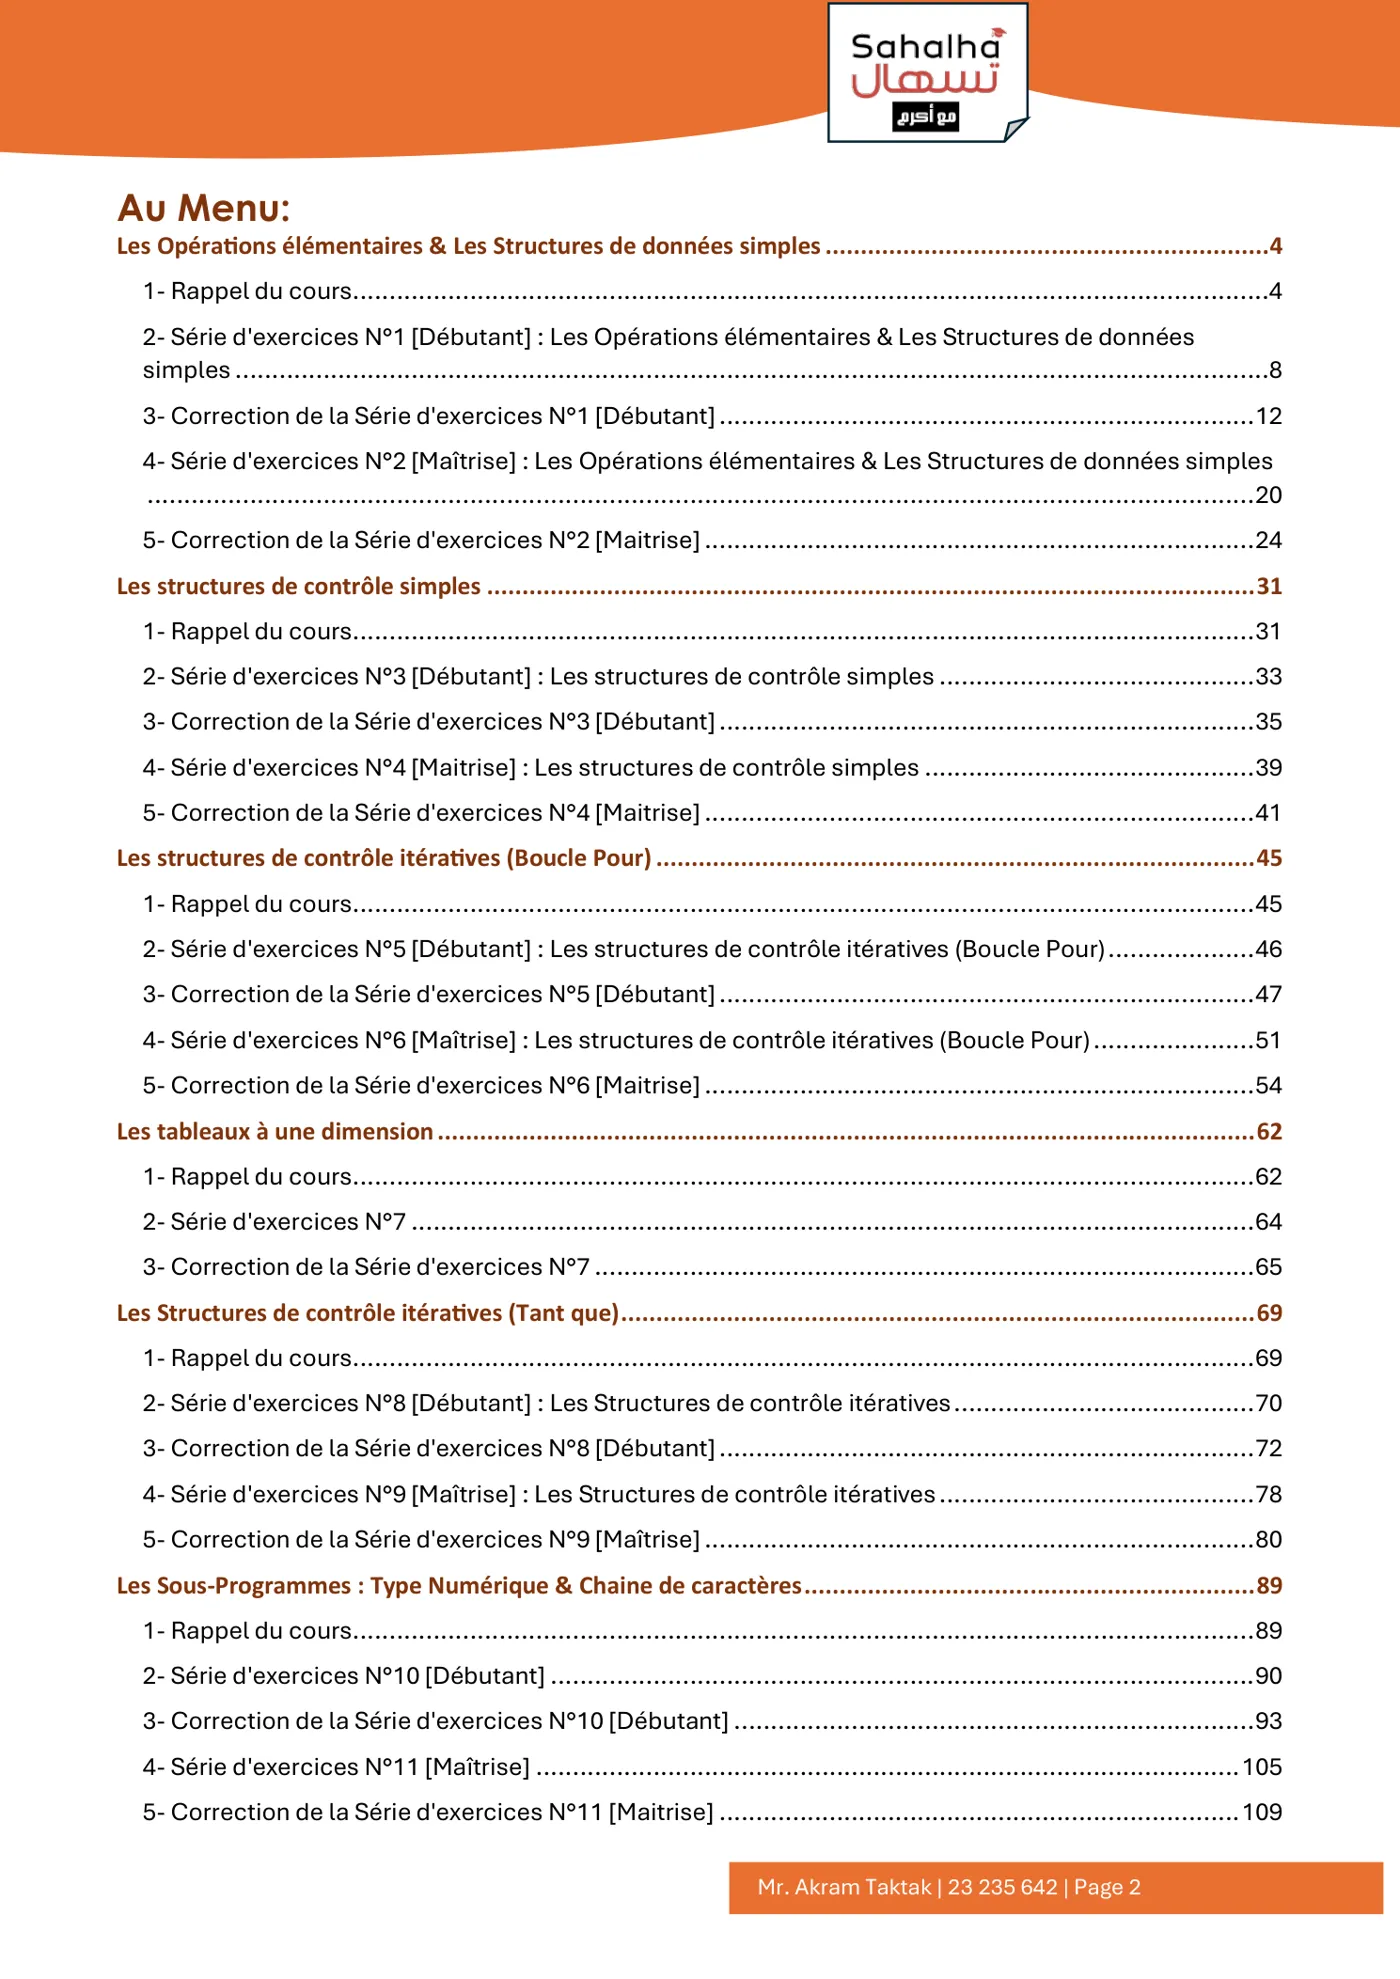 Sahalha
تسهال
مع أكرم
Au Menu:
Les Opérations élémentaires & Les Structures de données simples ................................................................4
1- Rappel du cours................................................................4
2- Série d'exercices N°1 [Débutant] : Les Opérations élémentaires & Les Structures de données
simples ................................................................8
3- Correction de la Série d'exercices N°1 [Débutant] ................................................................12
4- Série d'exercices N°2 [Maîtrise] : Les Opérations élémentaires & Les Structures de données simples
................................................................20
5- Correction de la Série d'exercices N°2 [Maitrise] ................................................................24
Les structures de contrôle simples ................................................................31
1- Rappel du cours................................................................31
2- Série d'exercices N°3 [Débutant] : Les structures de contrôle simples ................................................................33
3- Correction de la Série d'exercices N°3 [Débutant] ................................................................35
4- Série d'exercices N°4 [Maitrise] : Les structures de contrôle simples ................................................................39
5- Correction de la Série d'exercices N°4 [Maitrise] ................................................................41
Les structures de contrôle itératives (Boucle Pour) ................................................................45
1- Rappel du cours................................................................45
2- Série d'exercices N°5 [Débutant] : Les structures de contrôle itératives (Boucle Pour)....................46
3- Correction de la Série d'exercices N°5 [Débutant] ................................................................47
4- Série d'exercices N°6 [Maîtrise] : Les structures de contrôle itératives (Boucle Pour) ......................51
5- Correction de la Série d'exercices N°6 [Maitrise] ................................................................54
Les tableaux à une dimension ................................................................62
1- Rappel du cours................................................................62
2- Série d'exercices N°7 ................................................................64
3- Correction de la Série d'exercices N°7 ................................................................65
Les Structures de contrôle itératives (Tant que)................................................................69
1- Rappel du cours................................................................69
2- Série d'exercices N°8 [Débutant] : Les Structures de contrôle itératives .........................................70
3- Correction de la Série d'exercices N°8 [Débutant] ................................................................72
4- Série d'exercices N°9 [Maîtrise] : Les Structures de contrôle itératives ...........................................78
5- Correction de la Série d'exercices N°9 [Maîtrise] ................................................................80
Les Sous-Programmes : Type Numérique & Chaine de caractères................................................................89
1- Rappel du cours................................................................89
2- Série d'exercices N°10 [Débutant] ................................................................90
3- Correction de la Série d'exercices N°10 [Débutant] ................................................................93
4- Série d'exercices N°11 [Maîtrise] ................................................................105
5- Correction de la Série d'exercices N°11 [Maitrise] ................................................................109
Mr. Akram Taktak | 23 235 642 | Page 2